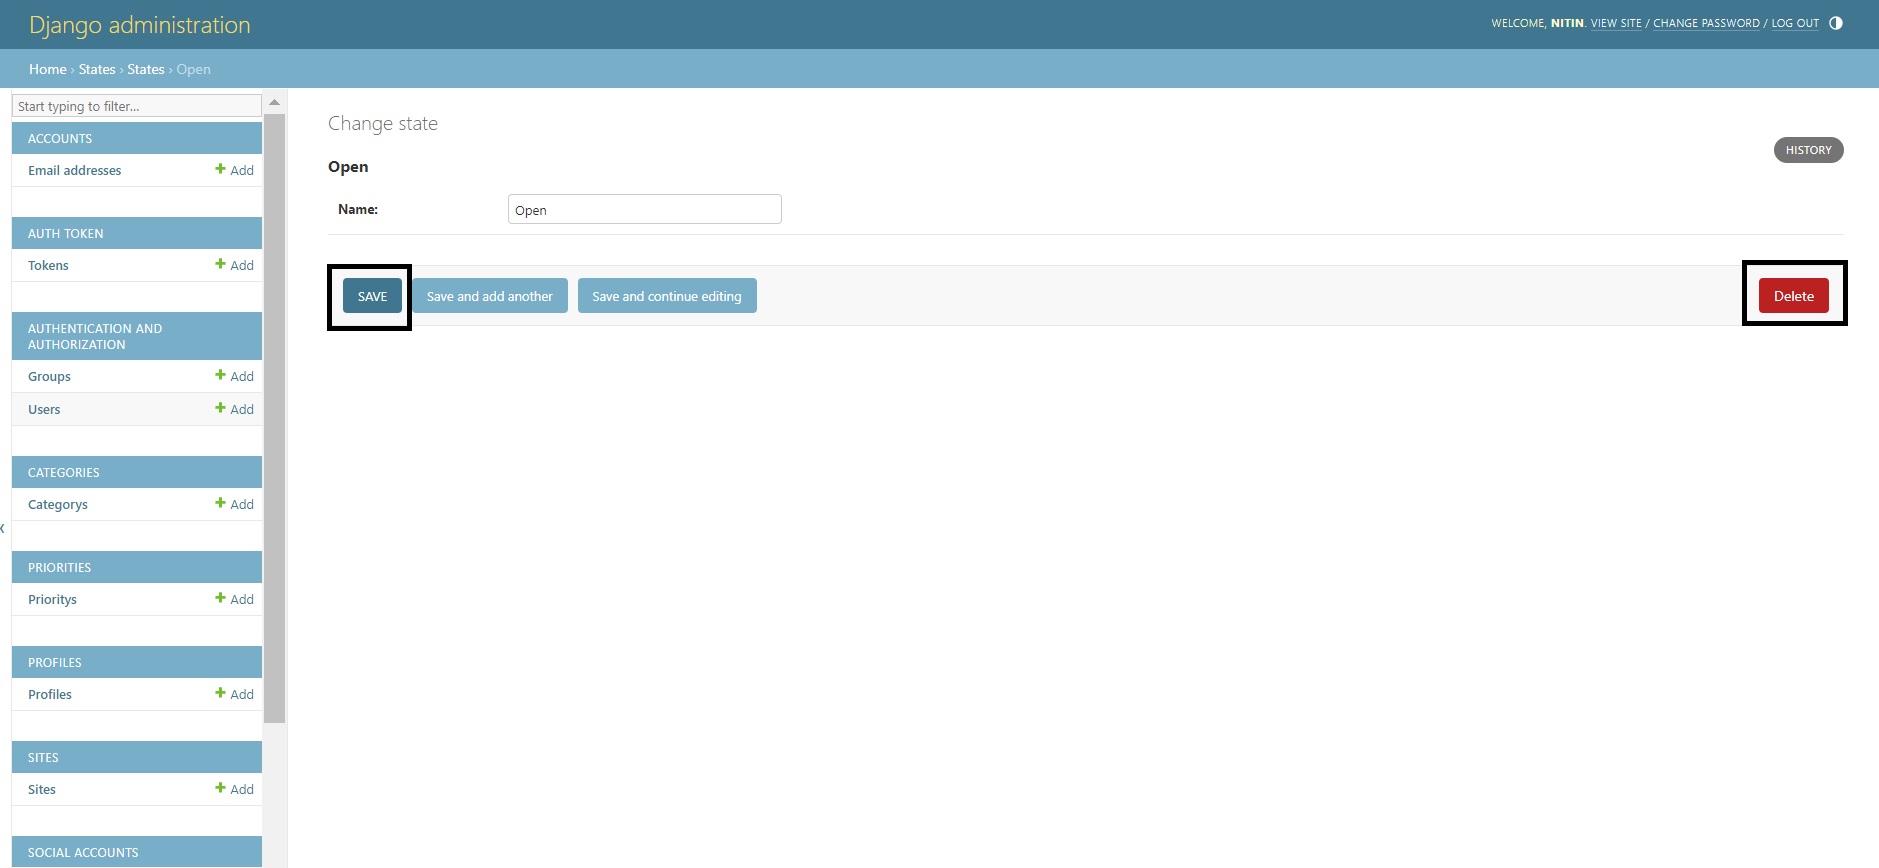 Django administration
WELCOME, NITIN. VIEW SITE / CHANGE PASSWORD / LOG OUT
Home › States › States › Open
Start typing to filter...
ACCOUNTS
Email addresses + Add
AUTH TOKEN
Tokens + Add
AUTHENTICATION AND
AUTHORIZATION
Groups + Add
Users + Add
CATEGORIES
Categorys + Add
PRIORITIES
Prioritys + Add
PROFILES
Profiles + Add
SITES
Sites + Add
SOCIAL ACCOUNTS
Change state
HISTORY
Open
Name: Open
SAVE Save and add another Save and continue editing Delete